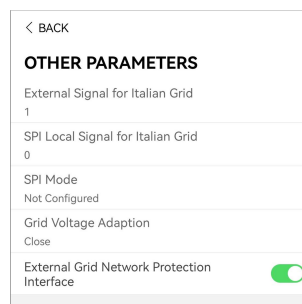 < BACK
OTHER PARAMETERS
External Signal for Italian Grid
1
SPI Local Signal for Italian Grid
0
SPI Mode
Not Configured
Grid Voltage Adaption
Close
External Grid Network Protection
Interface